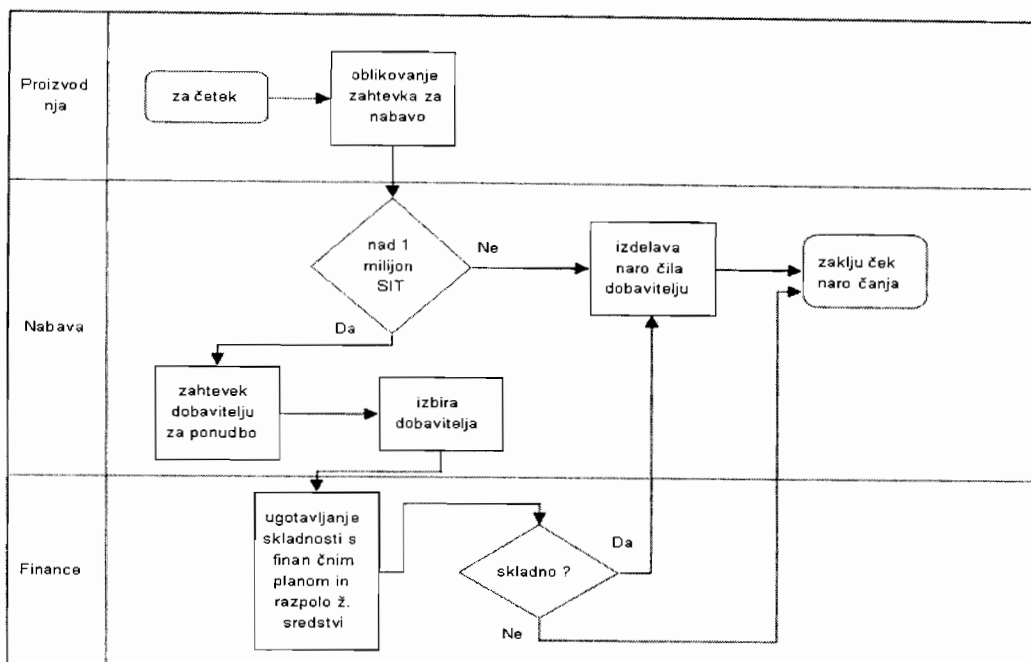 Proizvod
nja
za četek
oblikovanje
zahtevka za
nabavo
Nabava
nad 1
milijon
SIT
Ne
Da
izdelava
naro čila
dobavitelju
zaklju ček
naro čanja
zahtevek
dobavitelju
za ponudbo
izbira
dobavitelja
Finance
ugotavljanje
skladnosti s
finan čnim
planom in
razpolo ž.
sredstvi
skladno ?
Da
Ne